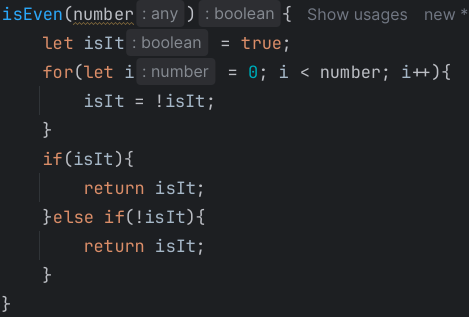 isEven(number : any ) : boolean { Show usages new *
    let isIt : boolean = true;
    for(let i : number = 0; i < number; i++){
        isIt = !isIt;
    }
    if(isIt){
        return isIt;
    }else if(!isIt){
        return isIt;
    }
}